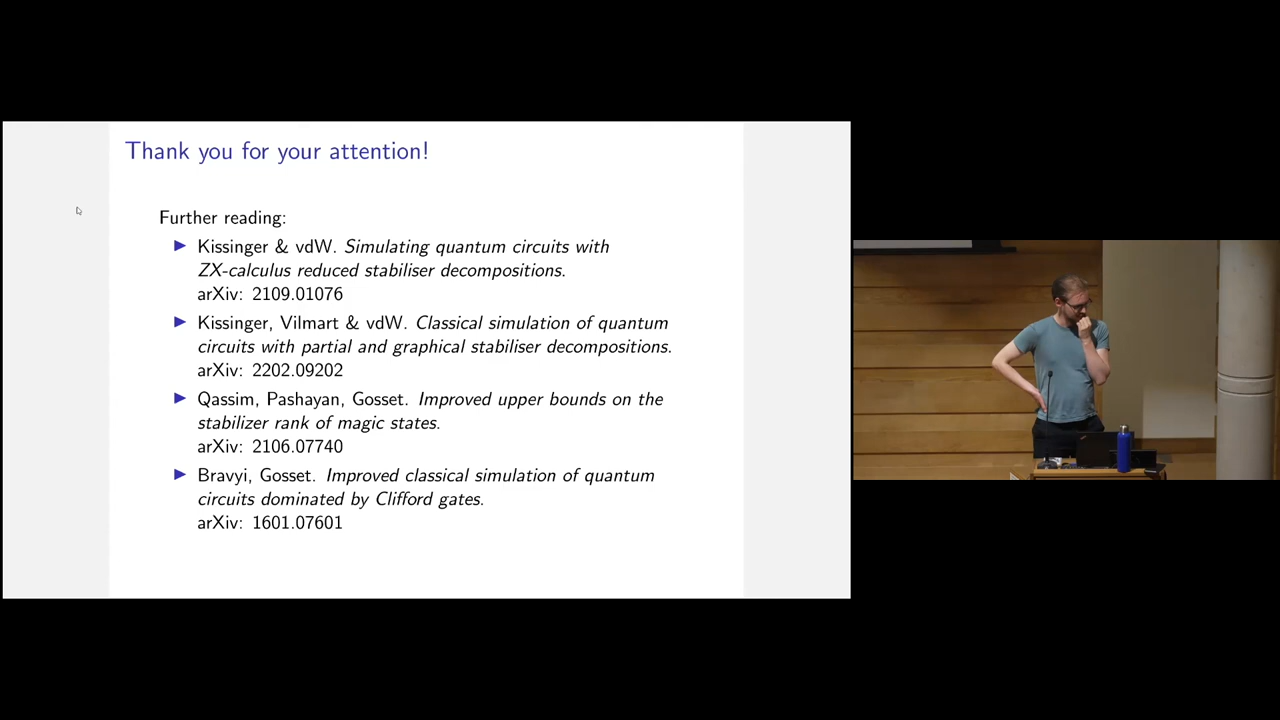 Thank you for your attention!
Further reading:
Kissinger & vdW. Simulating quantum circuits with
ZX-calculus reduced stabiliser decompositions.
arXiv: 2109.01076
Kissinger, Vilmart & vdW. Classical simulation of quantum
circuits with partial and graphical stabiliser decompositions.
arXiv: 2202.09202
Qassim, Pashayan, Gosset. Improved upper bounds on the
stabilizer rank of magic states.
arXiv: 2106.07740
Bravyi, Gosset. Improved classical simulation of quantum
circuits dominated by Clifford gates.
arXiv: 1601.07601